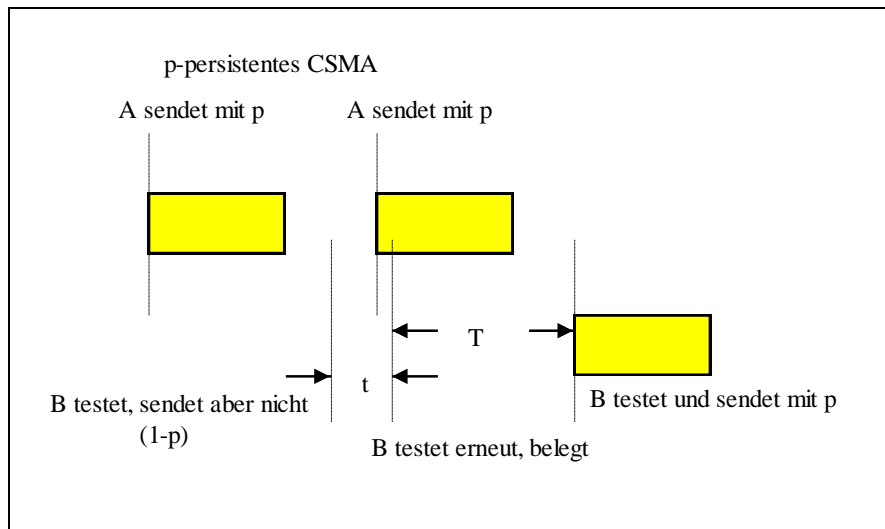 p-persistentes CSMA
A sendet mit p
A sendet mit p
T
t
B testet, sendet aber nicht
(1-p)
B testet und sendet mit p
B testet erneut, belegt